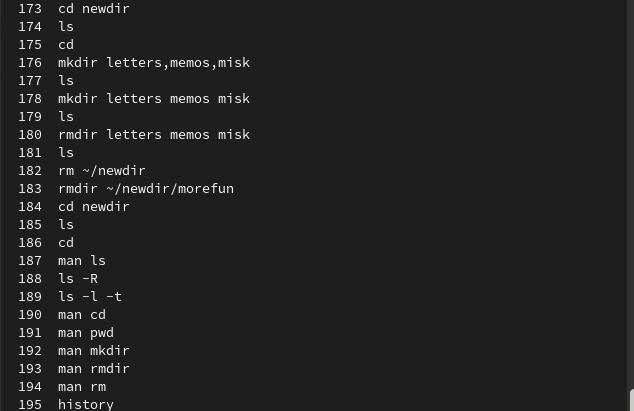 173 cd newdir
174 ls
175 cd
176 mkdir letters,memos,misk
177 ls
178 mkdir letters memos misk
179 ls
180 rmdir letters memos misk
181 ls
182 rm ~/newdir
183 rmdir ~/newdir/morefun
184 cd newdir
185 ls
186 cd
187 man ls
188 ls -R
189 ls -l -t
190 man cd
191 man pwd
192 man mkdir
193 man rmdir
194 man rm
195 history